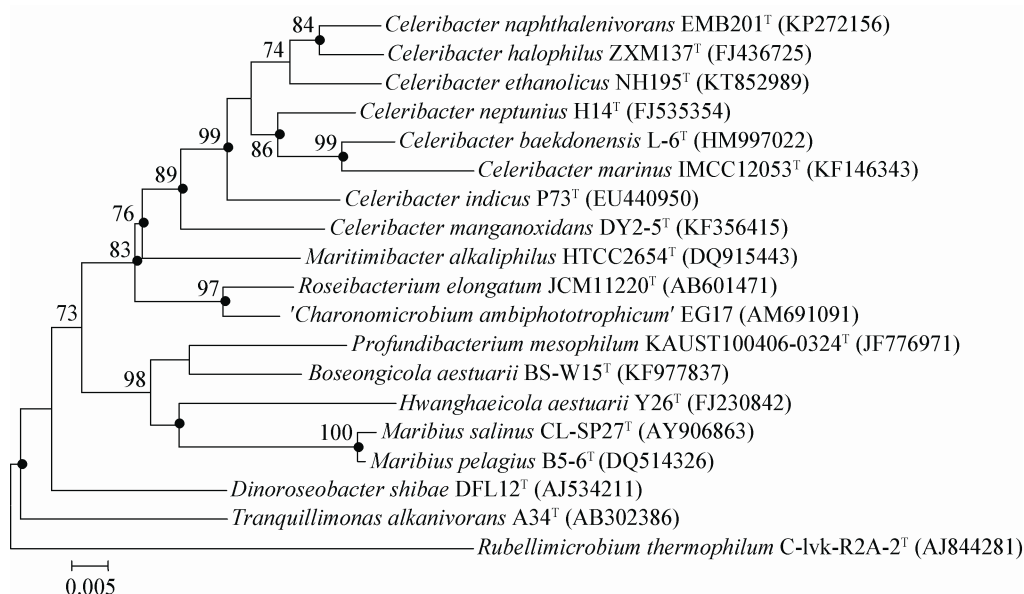 84
Celeribacter naphthalenivorans EMB201ᵀ (KP272156)
Celeribacter halophilus ZXM137ᵀ (FJ436725)
74
Celeribacter ethanolicus NH195ᵀ (KT852989)
Celeribacter neptunius H14ᵀ (FJ535354)
99
Celeribacter baekdonensis L-6ᵀ (HM997022)
99
86
Celeribacter marinus IMCC12053ᵀ (KF146343)
89
Celeribacter indicus P73ᵀ (EU440950)
76
Celeribacter manganoxidans DY2-5ᵀ (KF356415)
83
Maritimibacter alkaliphilus HTCC2654ᵀ (DQ915443)
97
Roseibacterium elongatum JCM11220ᵀ (AB601471)
73
'Charonomicrobium ambiphototrophicum' EG17 (AM691091)
Profundibacterium mesophilum KAUST100406-0324ᵀ (JF776971)
98
Boseongicola aestuarii BS-W15ᵀ (KF977837)
Hwanghaeicola aestuarii Y26ᵀ (FJ230842)
100
Maribius salinus CL-SP27ᵀ (AY906863)
Maribius pelagius B5-6ᵀ (DQ514326)
Dinoroseobacter shibae DFL12ᵀ (AJ534211)
Tranquillimonas alkanivorans A34ᵀ (AB302386)
Rubellimicrobium thermophilum C-lvk-R2A-2ᵀ (AJ844281)
0.005